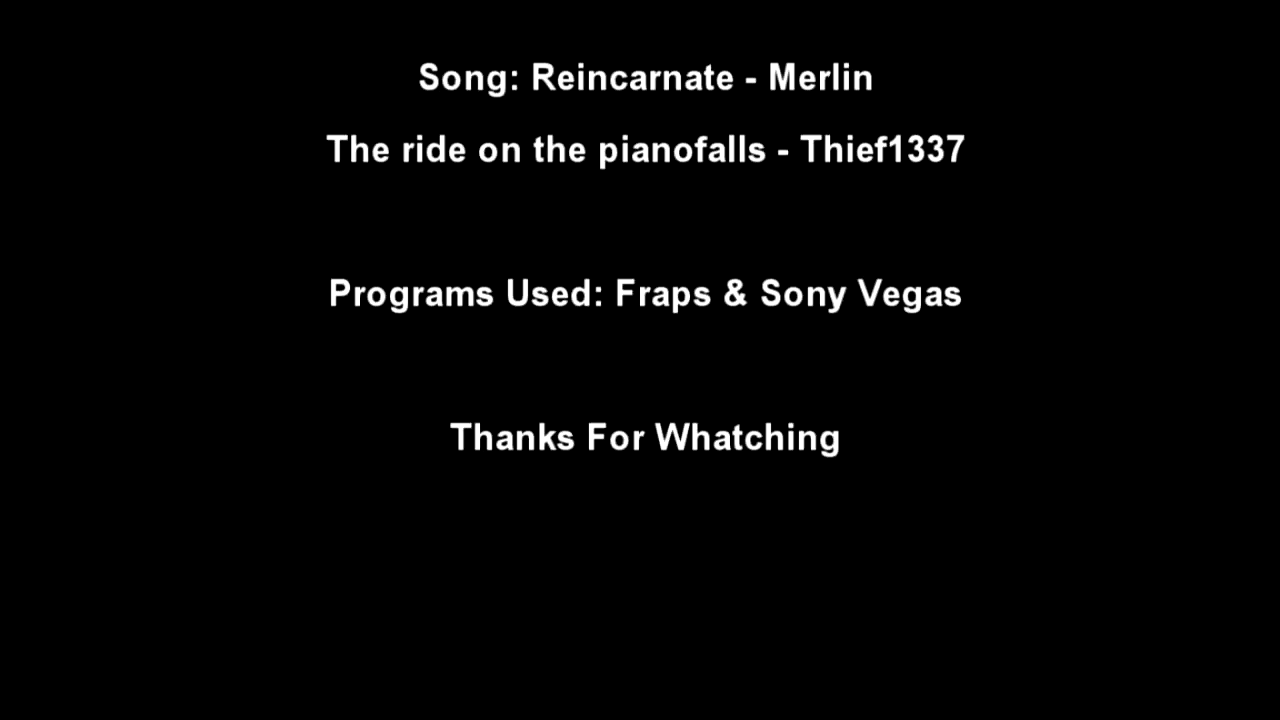 Song: Reincarnate - Merlin
The ride on the pianofalls - Thief1337
Programs Used: Fraps & Sony Vegas
Thanks For Whatching